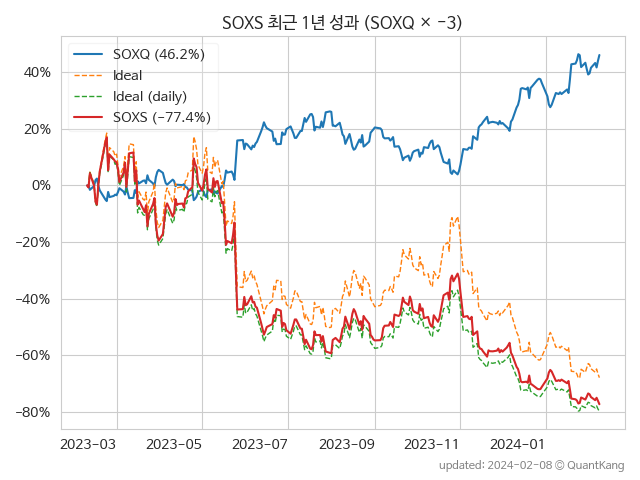 SOXS 최근 1년 성과 (SOXQ × −3)
SOXQ (46.2%)
Ideal
Ideal (daily)
SOXS (−77.4%)
40%
20%
0%
−20%
−40%
−60%
−80%
2023-03 2023-05 2023-07 2023-09 2023-11 2024-01
updated: 2024-02-08 © QuantKang